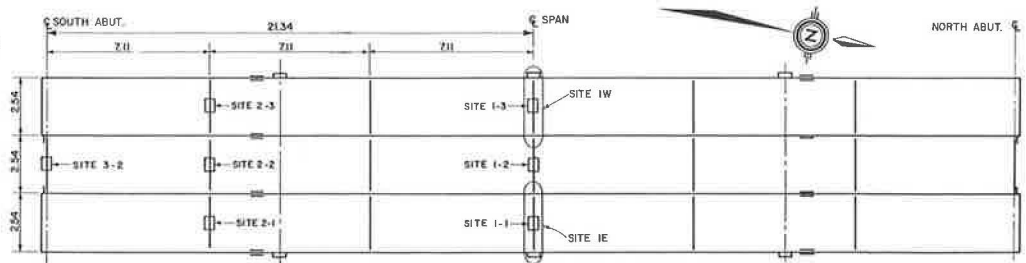 ℄ SOUTH ABUT.
21.34
℄ SPAN
NORTH ABUT. ℄
7.11
7.11
7.11
Z
2.54
SITE 2-3
SITE 1-3
SITE 1W
2.54
SITE 3-2
SITE 2-2
SITE 1-2
2.54
SITE 2-1
SITE 1-1
SITE 1E